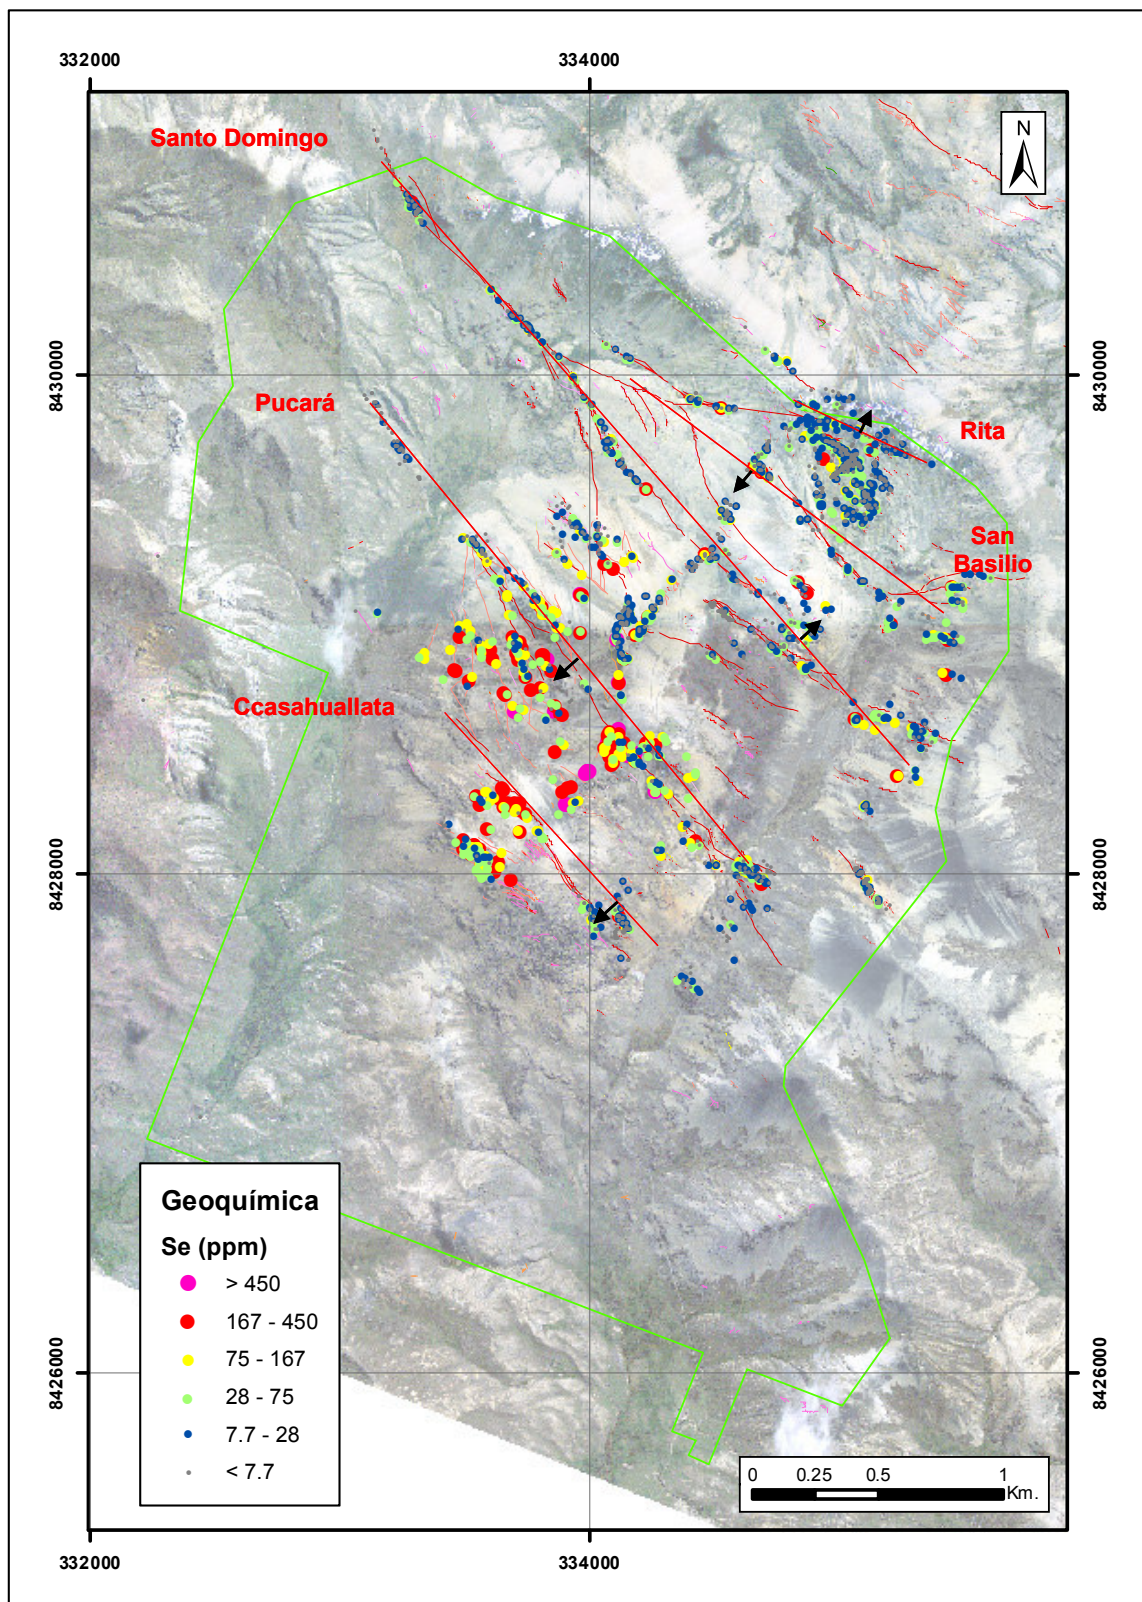 332000
334000
Santo Domingo
N
8430000
8430000
Pucará
Rita
San
Basilio
Ccasahuallata
8428000
8428000
Geoquímica
Se (ppm)
> 450
167 - 450
75 - 167
28 - 75
7.7 - 28
< 7.7
8426000
8426000
0 0.25 0.5 1
Km.
332000
334000